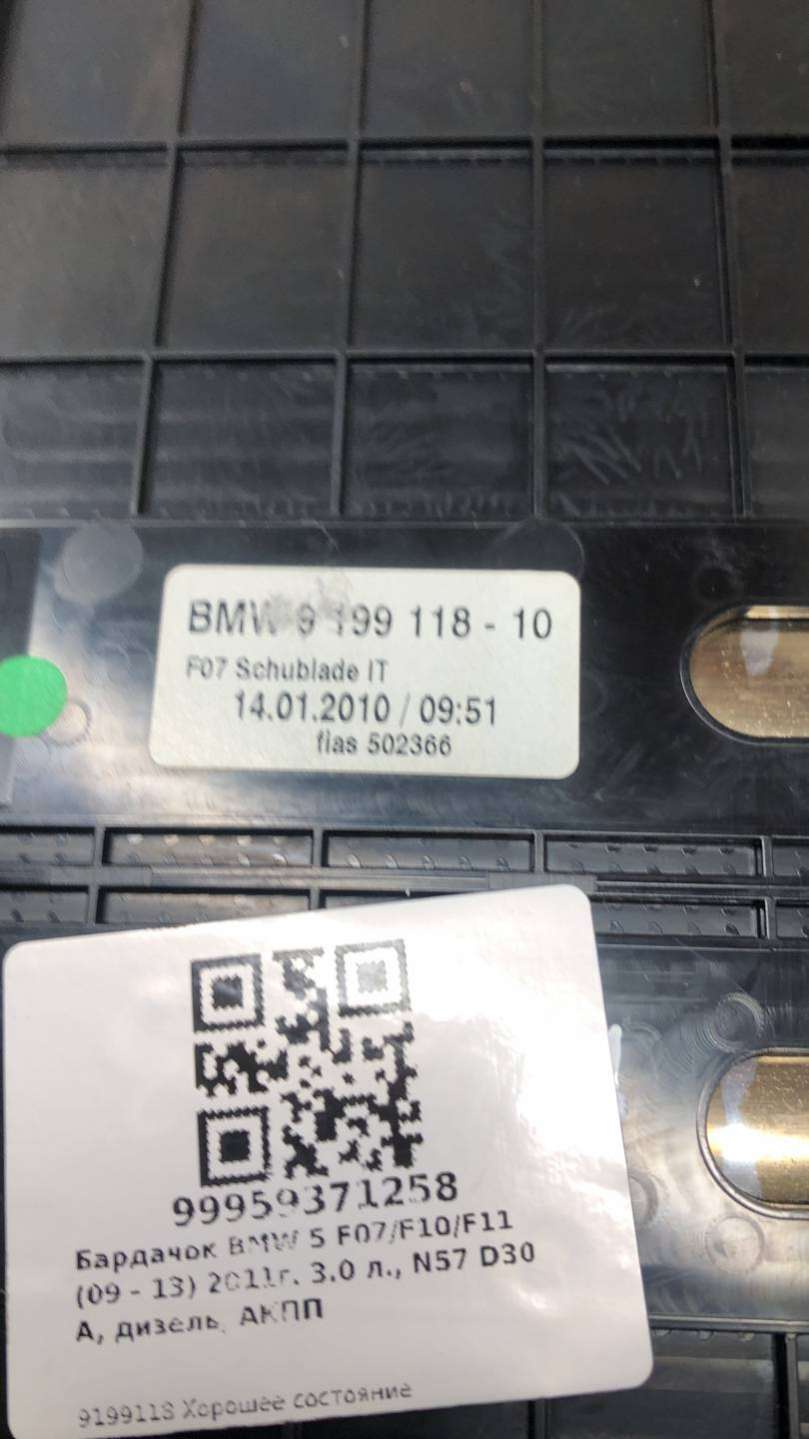 BMW 9 199 118 - 10
F07 Schublade IT
14.01.2010 / 09:51
fias 502366
99959371258
Бардачок BMW 5 F07/F10/F11
(09 - 13) 2011г. 3.0 л., N57 D30
А, дизель, АКПП
9199118 Хорошее состояние